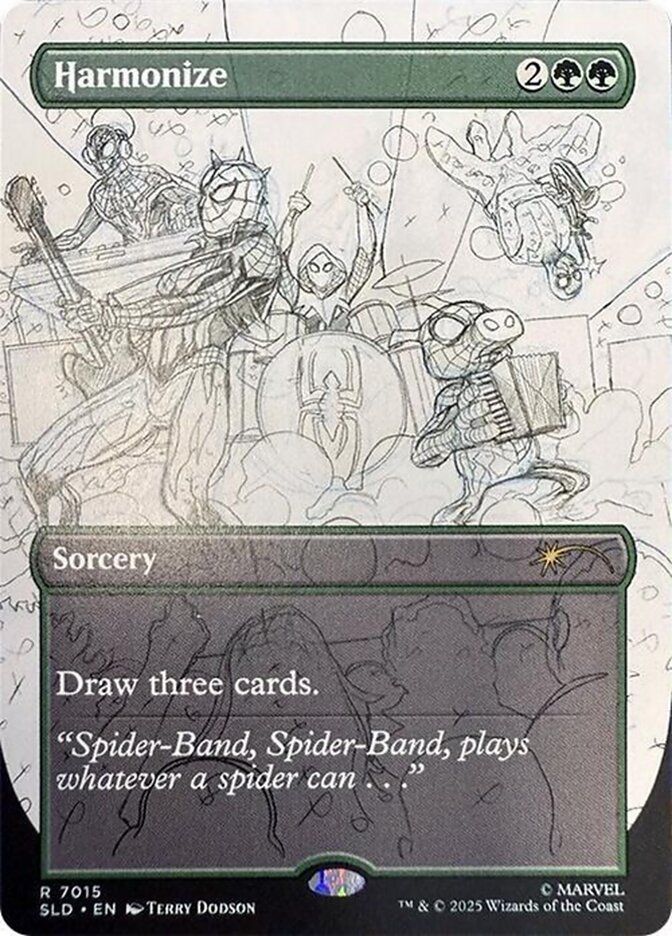 Harmonize 2
Sorcery
Draw three cards.
“Spider-Band, Spider-Band, plays
whatever a spider can . . .”
R 7015
SLD • EN TERRY DODSON
© MARVEL
™ & © 2025 Wizards of the Coast